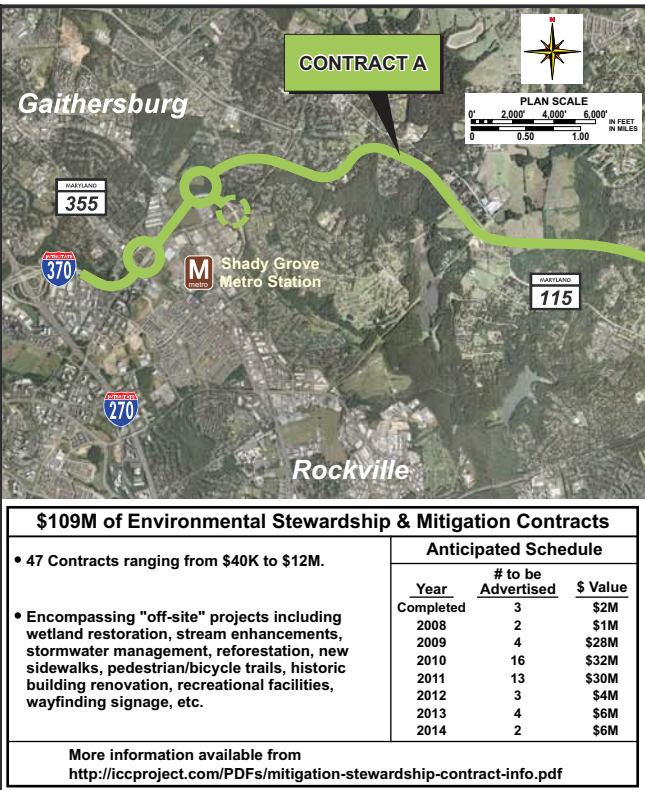 N
CONTRACT A
Gaithersburg
PLAN SCALE
0' 2,000' 4,000' 6,000' IN FEET
0 0.50 1.00 IN MILES
MARYLAND
355
INTERSTATE
370
M
metro
Shady Grove
Metro Station
MARYLAND
115
INTERSTATE
270
Rockville
$109M of Environmental Stewardship & Mitigation Contracts
• 47 Contracts ranging from $40K to $12M.
• Encompassing "off-site" projects including
wetland restoration, stream enhancements,
stormwater management, reforestation, new
sidewalks, pedestrian/bicycle trails, historic
building renovation, recreational facilities,
wayfinding signage, etc.
Anticipated Schedule
Year # to be Advertised $ Value
Completed 3 $2M
2008 2 $1M
2009 4 $28M
2010 16 $32M
2011 13 $30M
2012 3 $4M
2013 4 $6M
2014 2 $6M
More information available from
http://iccproject.com/PDFs/mitigation-stewardship-contract-info.pdf